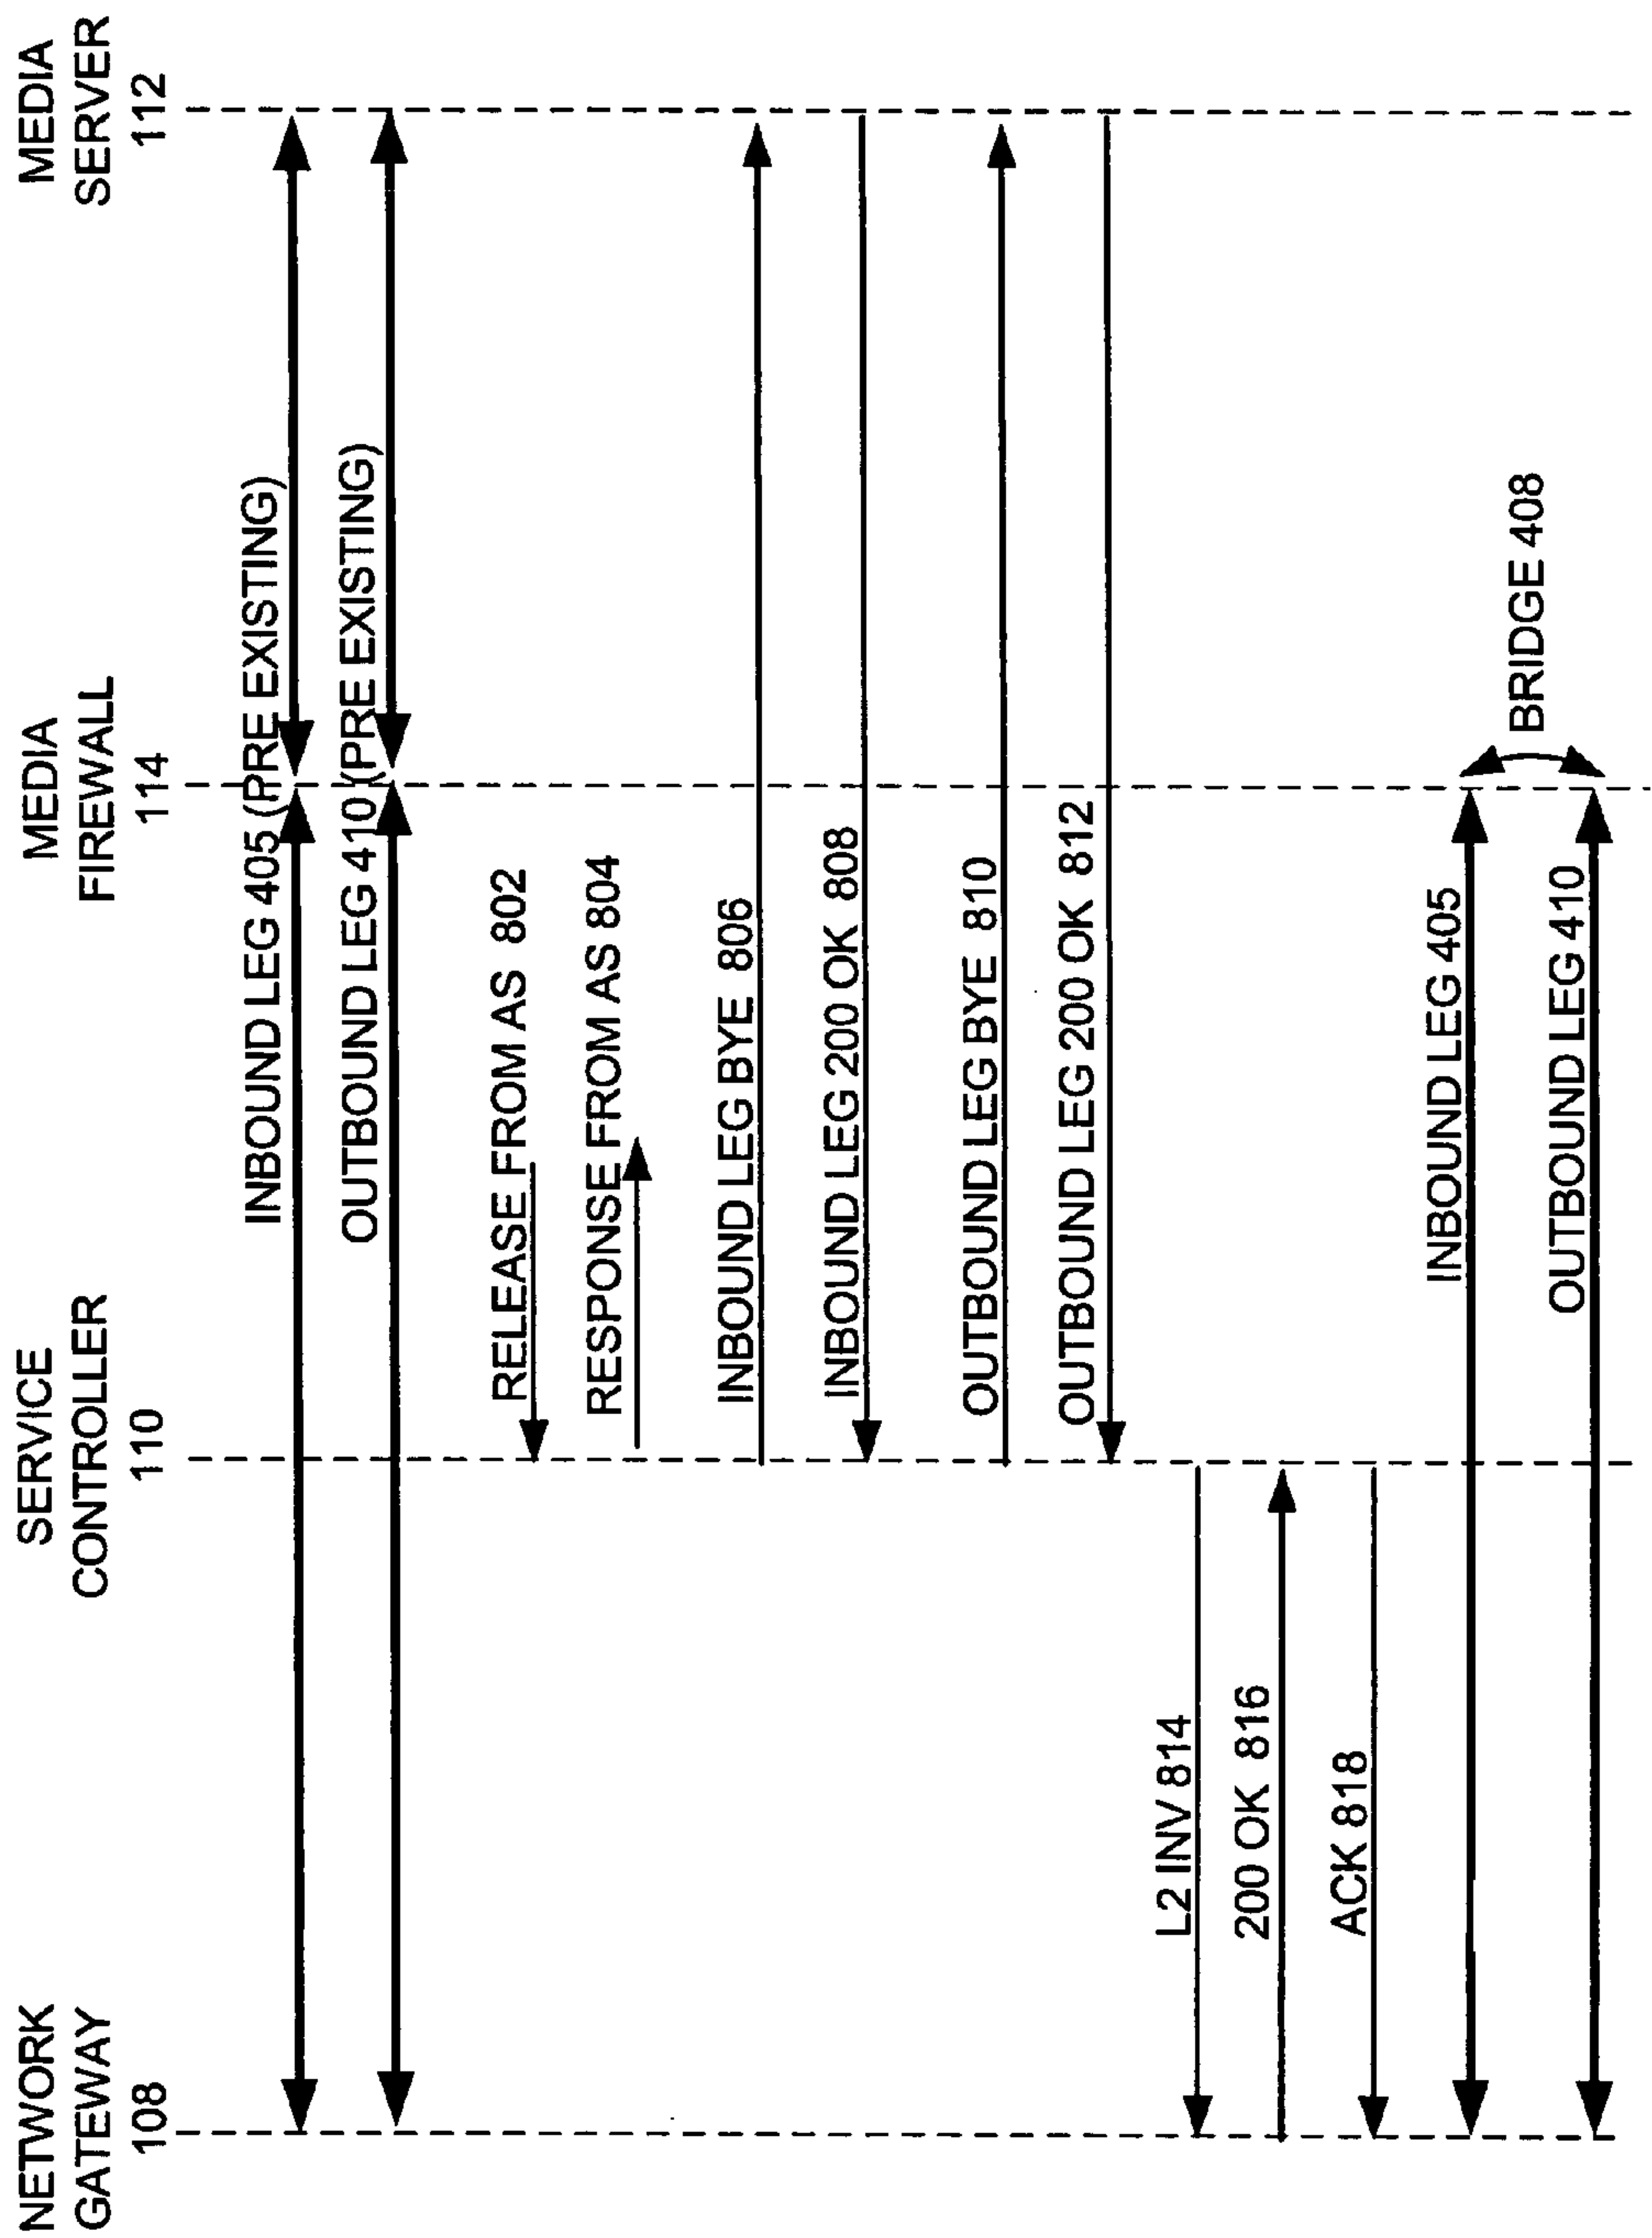 NETWORK
GATEWAY
108
SERVICE
CONTROLLER
110
MEDIA
FIREWALL
114
MEDIA
SERVER
112
INBOUND LEG 405 (PRE EXISTING)
OUTBOUND LEG 410 (PRE EXISTING)
RELEASE FROM AS 802
RESPONSE FROM AS 804
INBOUND LEG BYE 806
INBOUND LEG 200 OK 808
OUTBOUND LEG BYE 810
OUTBOUND LEG 200 OK 812
L2 INV 814
200 OK 816
ACK 818
INBOUND LEG 405
BRIDGE 408
OUTBOUND LEG 410